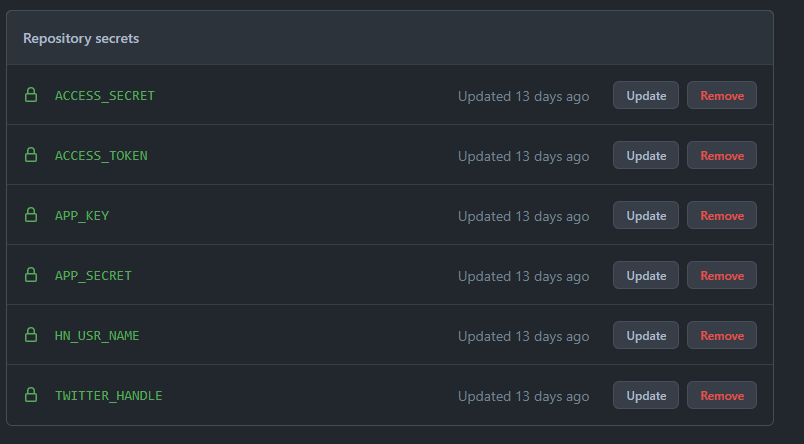 Repository secrets
ACCESS_SECRET Updated 13 days ago Update Remove
ACCESS_TOKEN Updated 13 days ago Update Remove
APP_KEY Updated 13 days ago Update Remove
APP_SECRET Updated 13 days ago Update Remove
HN_USR_NAME Updated 13 days ago Update Remove
TWITTER_HANDLE Updated 13 days ago Update Remove